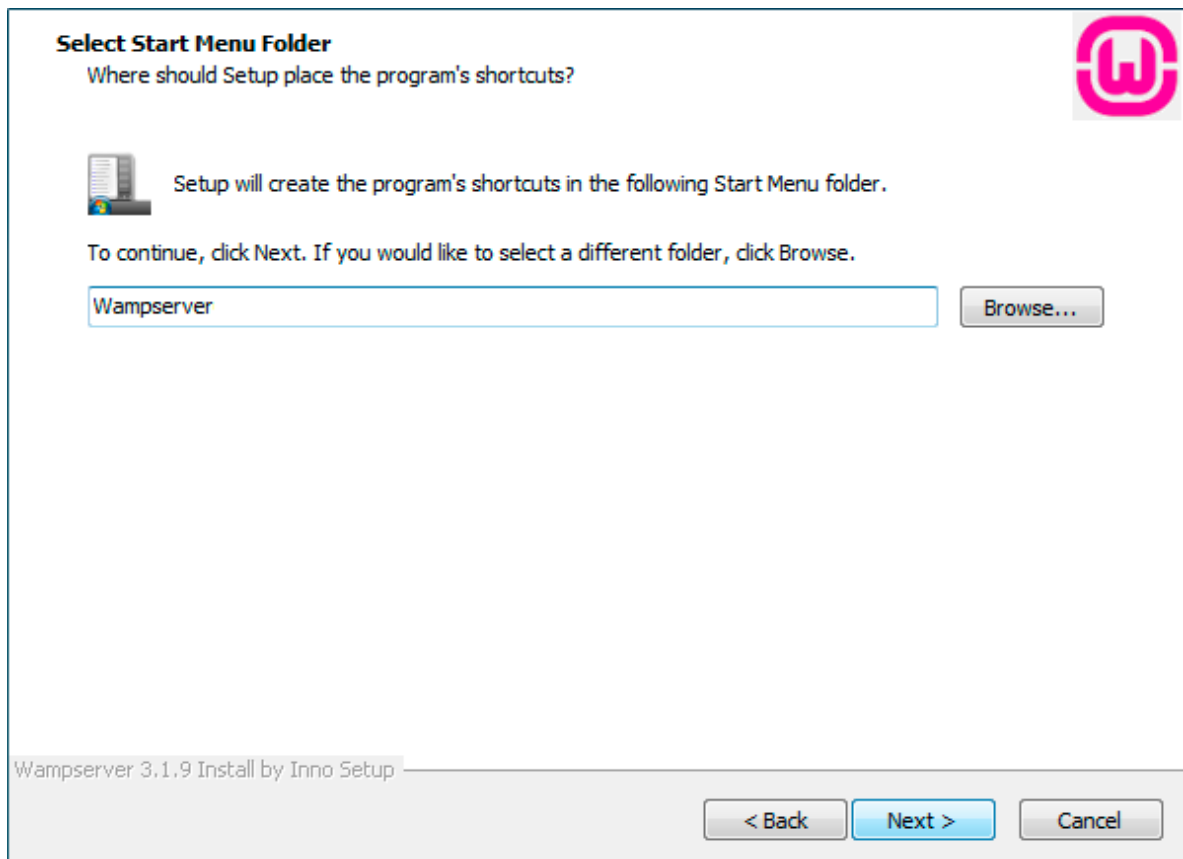 Select Start Menu Folder
Where should Setup place the program's shortcuts?
Setup will create the program's shortcuts in the following Start Menu folder.
To continue, click Next. If you would like to select a different folder, click Browse.
Wampserver
Browse...
Wampserver 3.1.9 Install by Inno Setup
< Back
Next >
Cancel